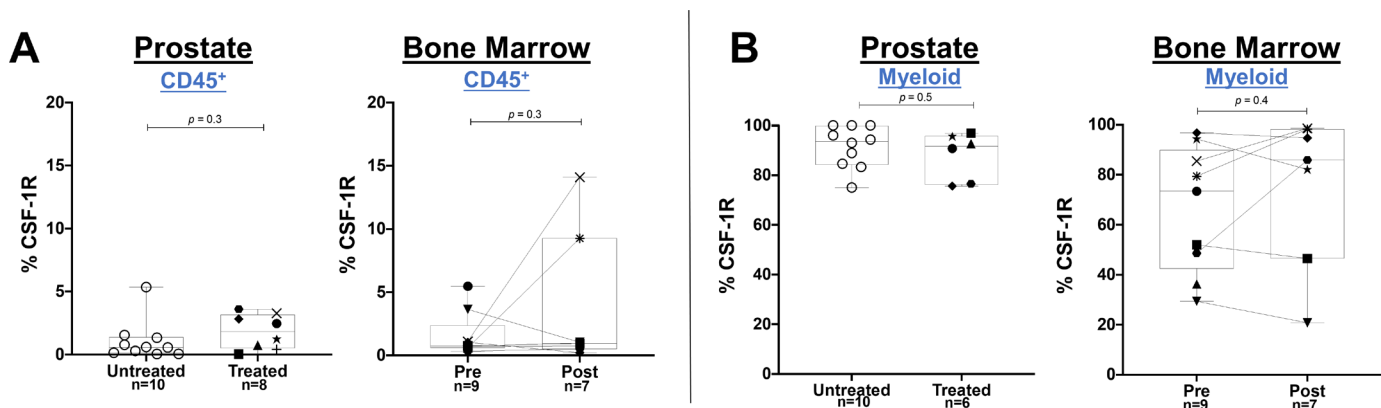 A
Prostate
CD45⁺
p = 0.3
20
15
10
5
0
% CSF-1R
Untreated
n=10
Treated
n=8
Bone Marrow
CD45⁺
p = 0.3
20
15
10
5
0
% CSF-1R
Pre
n=9
Post
n=7
B
Prostate
Myeloid
p = 0.5
100
80
60
40
20
0
% CSF-1R
Untreated
n=10
Treated
n=6
Bone Marrow
Myeloid
p = 0.4
100
80
60
40
20
0
% CSF-1R
Pre
n=9
Post
n=7